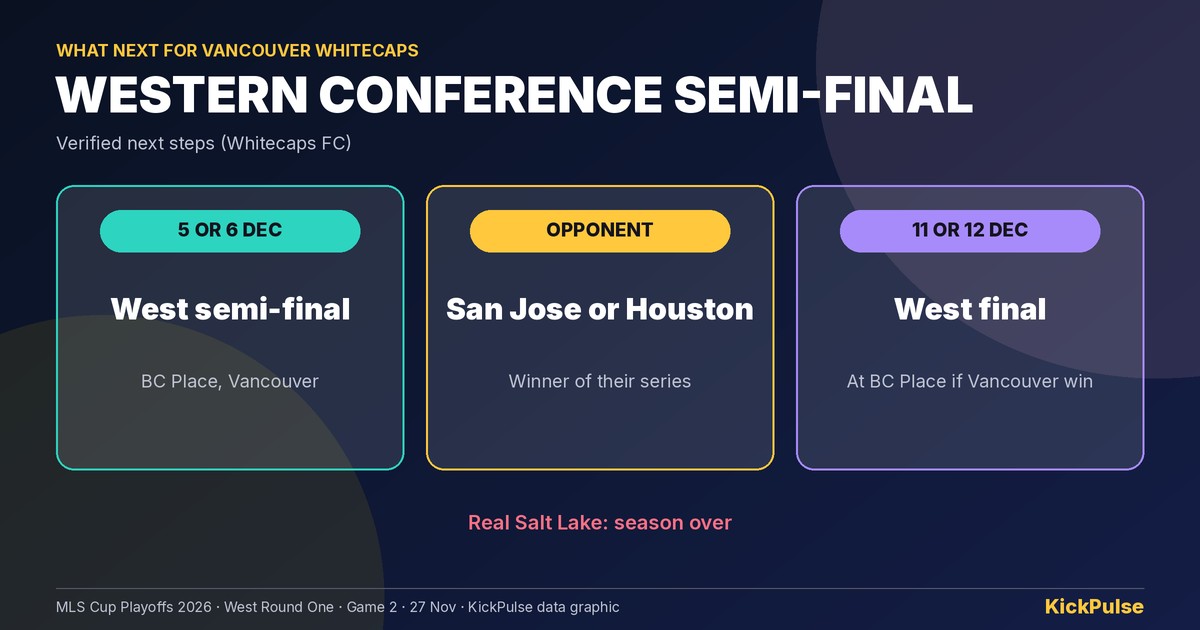 WHAT NEXT FOR VANCOUVER WHITECAPS
WESTERN CONFERENCE SEMI-FINAL
Verified next steps (Whitecaps FC)
5 OR 6 DEC
West semi-final
BC Place, Vancouver
OPPONENT
San Jose or Houston
Winner of their series
11 OR 12 DEC
West final
At BC Place if Vancouver win
Real Salt Lake: season over
MLS Cup Playoffs 2026 · West Round One · Game 2 · 27 Nov · KickPulse data graphic
KickPulse